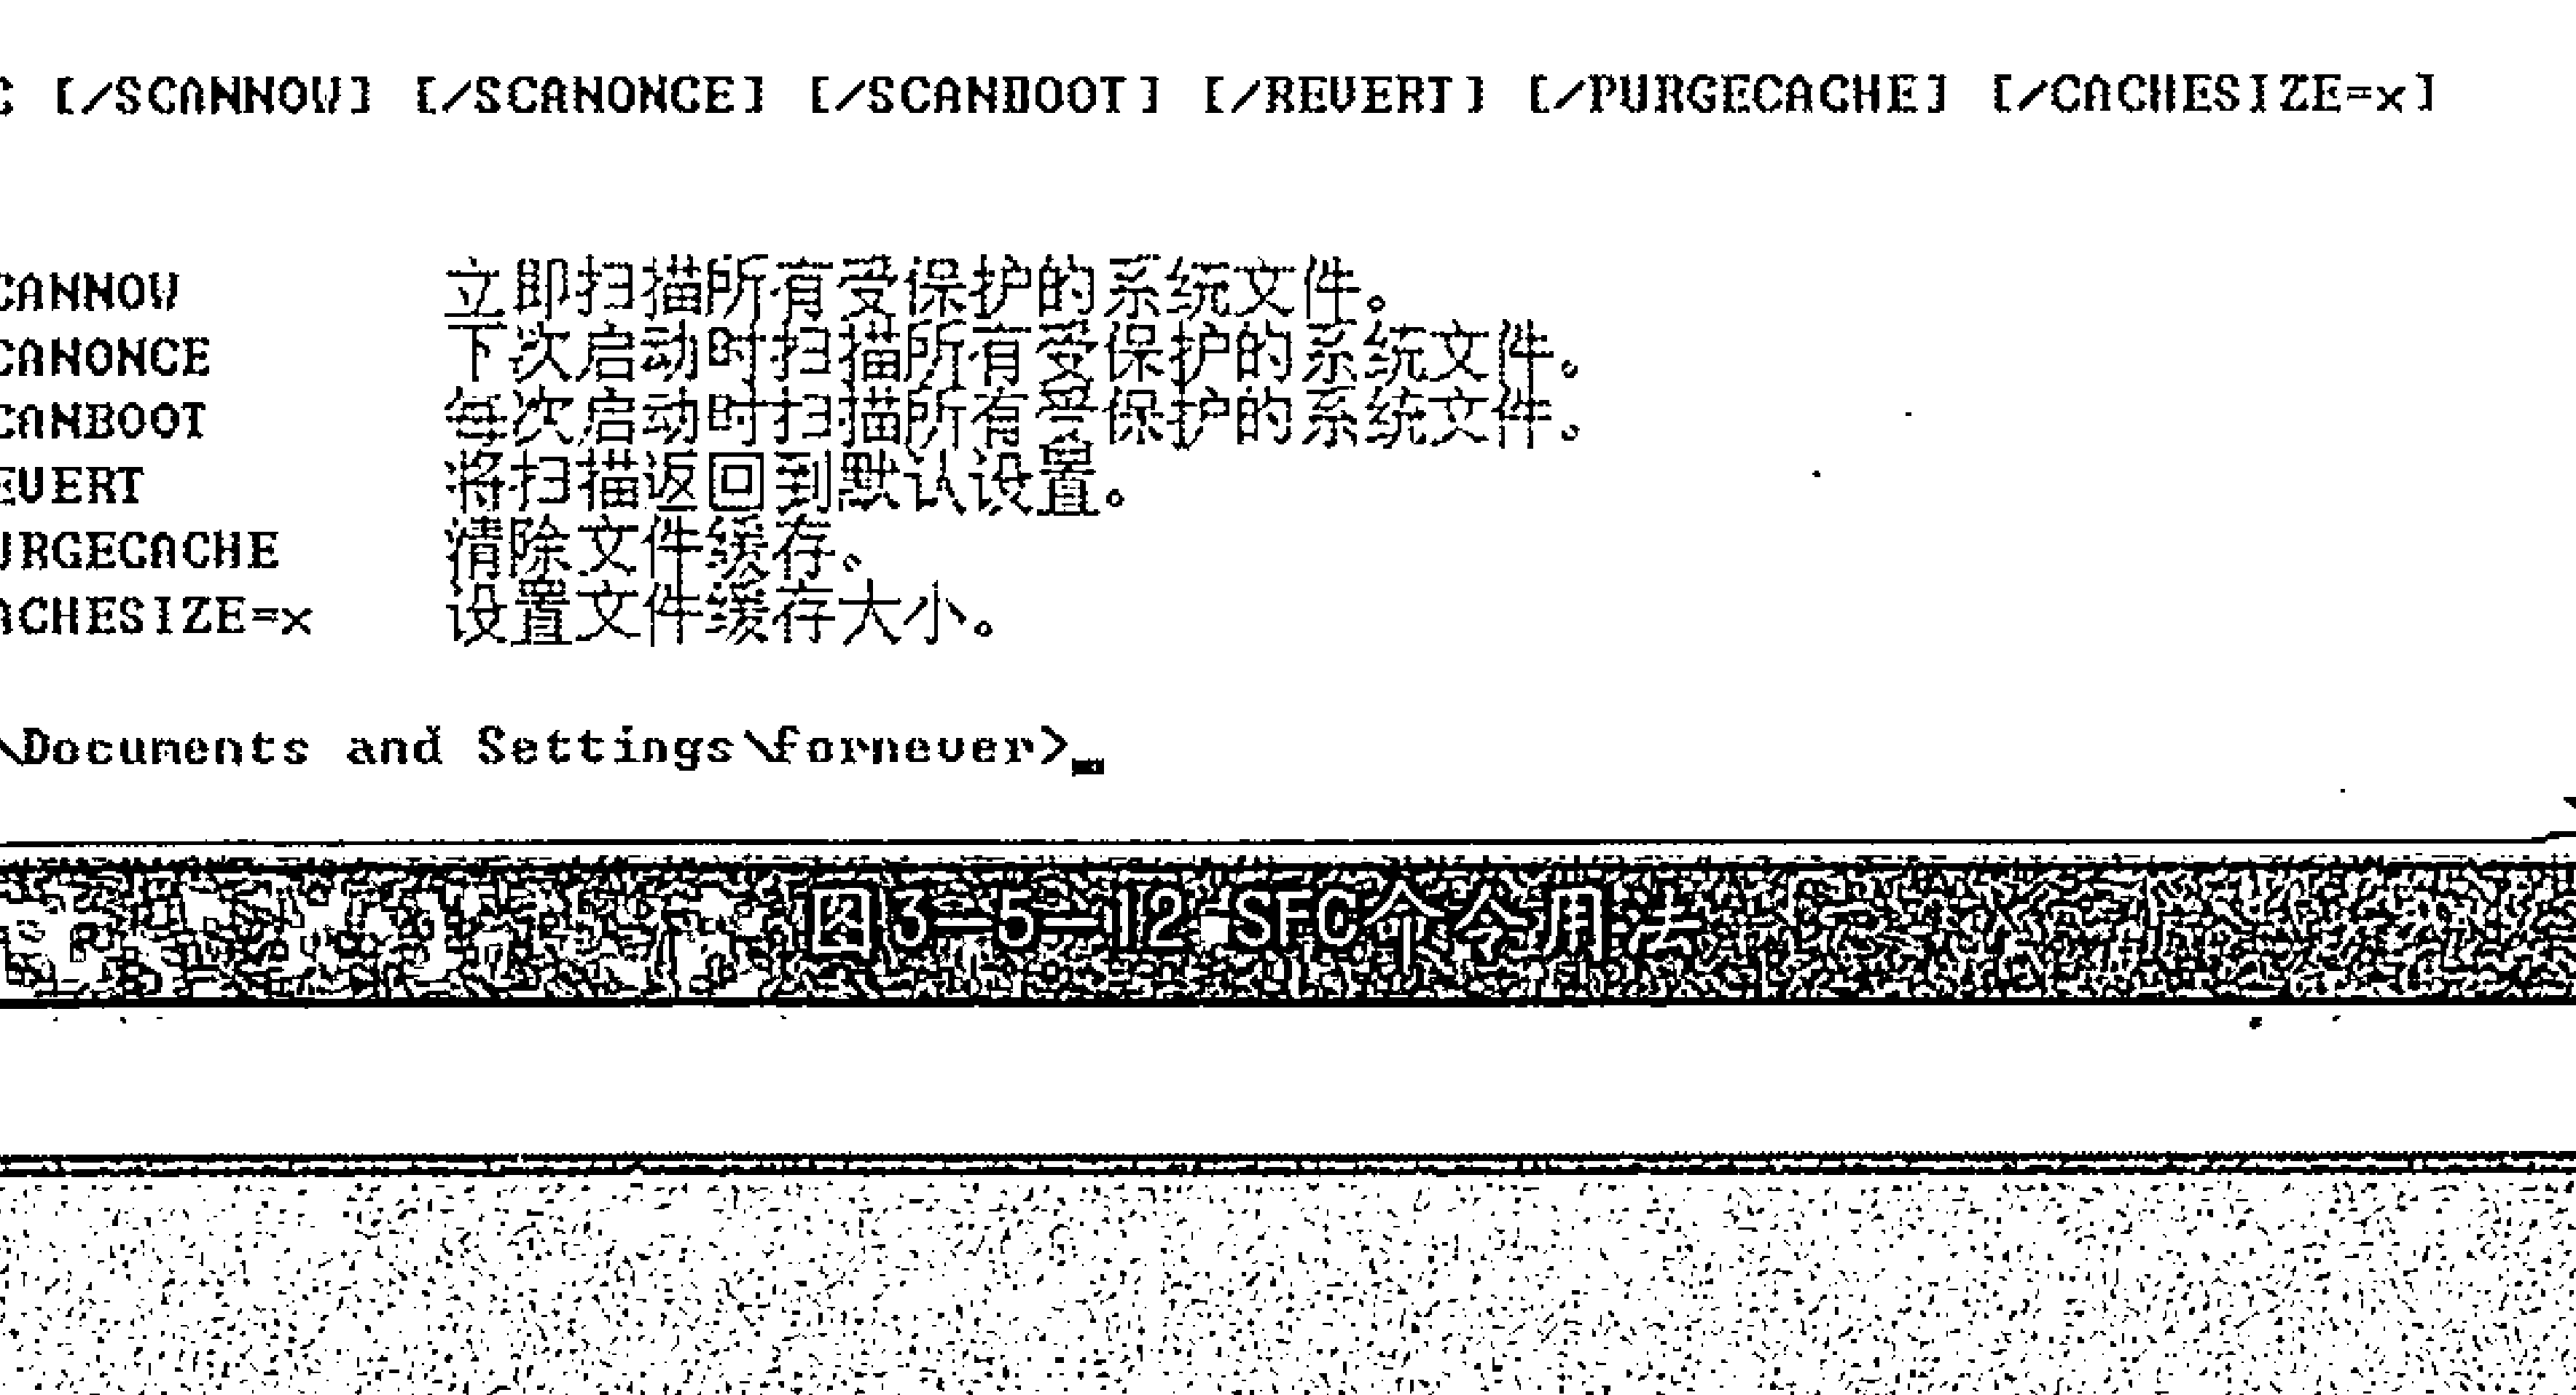 C [/SCANNOW] [/SCANONCE] [/SCANBOOT] [/REVERT] [/PURGECACHE] [/CACHESIZE=x]
CANNOW 立即扫描所有受保护的系统文件。
CANONCE 下次启动时扫描所有受保护的系统文件。
CANBOOT 每次启动时扫描所有受保护的系统文件。
EVERT 将扫描返回到默认设置。
URGECACHE 清除文件缓存。
ACHESIZE=x 设置文件缓存大小。
\Documents and Settings\fornever>_
图3-5-12 SFC命令用法